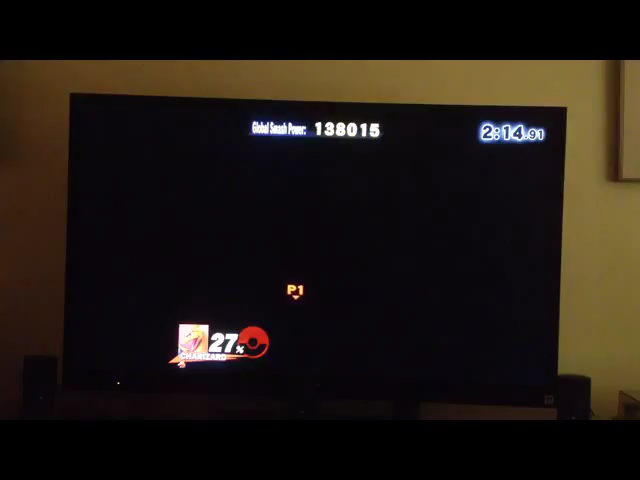 Global Smash Power: 138015
2:14.91
P1
27%
CHARIZARD